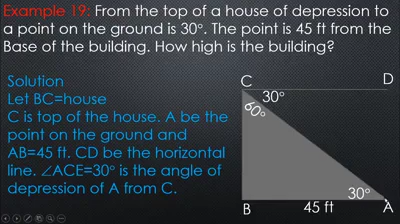 Example 19: From the top of a house of depression to
a point on the ground is 30°. The point is 45 ft from the
Base of the building. How high is the building?
Solution
Let BC=house
C is top of the house. A be the
point on the ground and
AB=45 ft. CD be the horizontal
line. ∠ACE=30° is the angle of
depression of A from C.
C
D
30°
60°
30°
B
45 ft
A